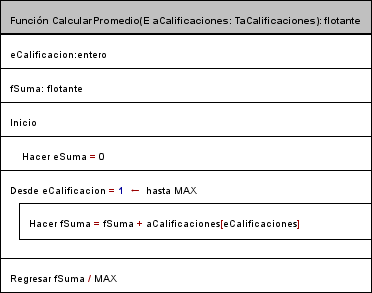 Función CalcularPromedio(E aCalificaciones: TaCalificaciones): flotante
eCalificacion:entero
fSuma: flotante
Inicio
Hacer eSuma = 0
Desde eCalificacion = 1 ← hasta MAX
Hacer fSuma = fSuma + aCalificaciones[eCalificaciones]
Regresar fSuma / MAX